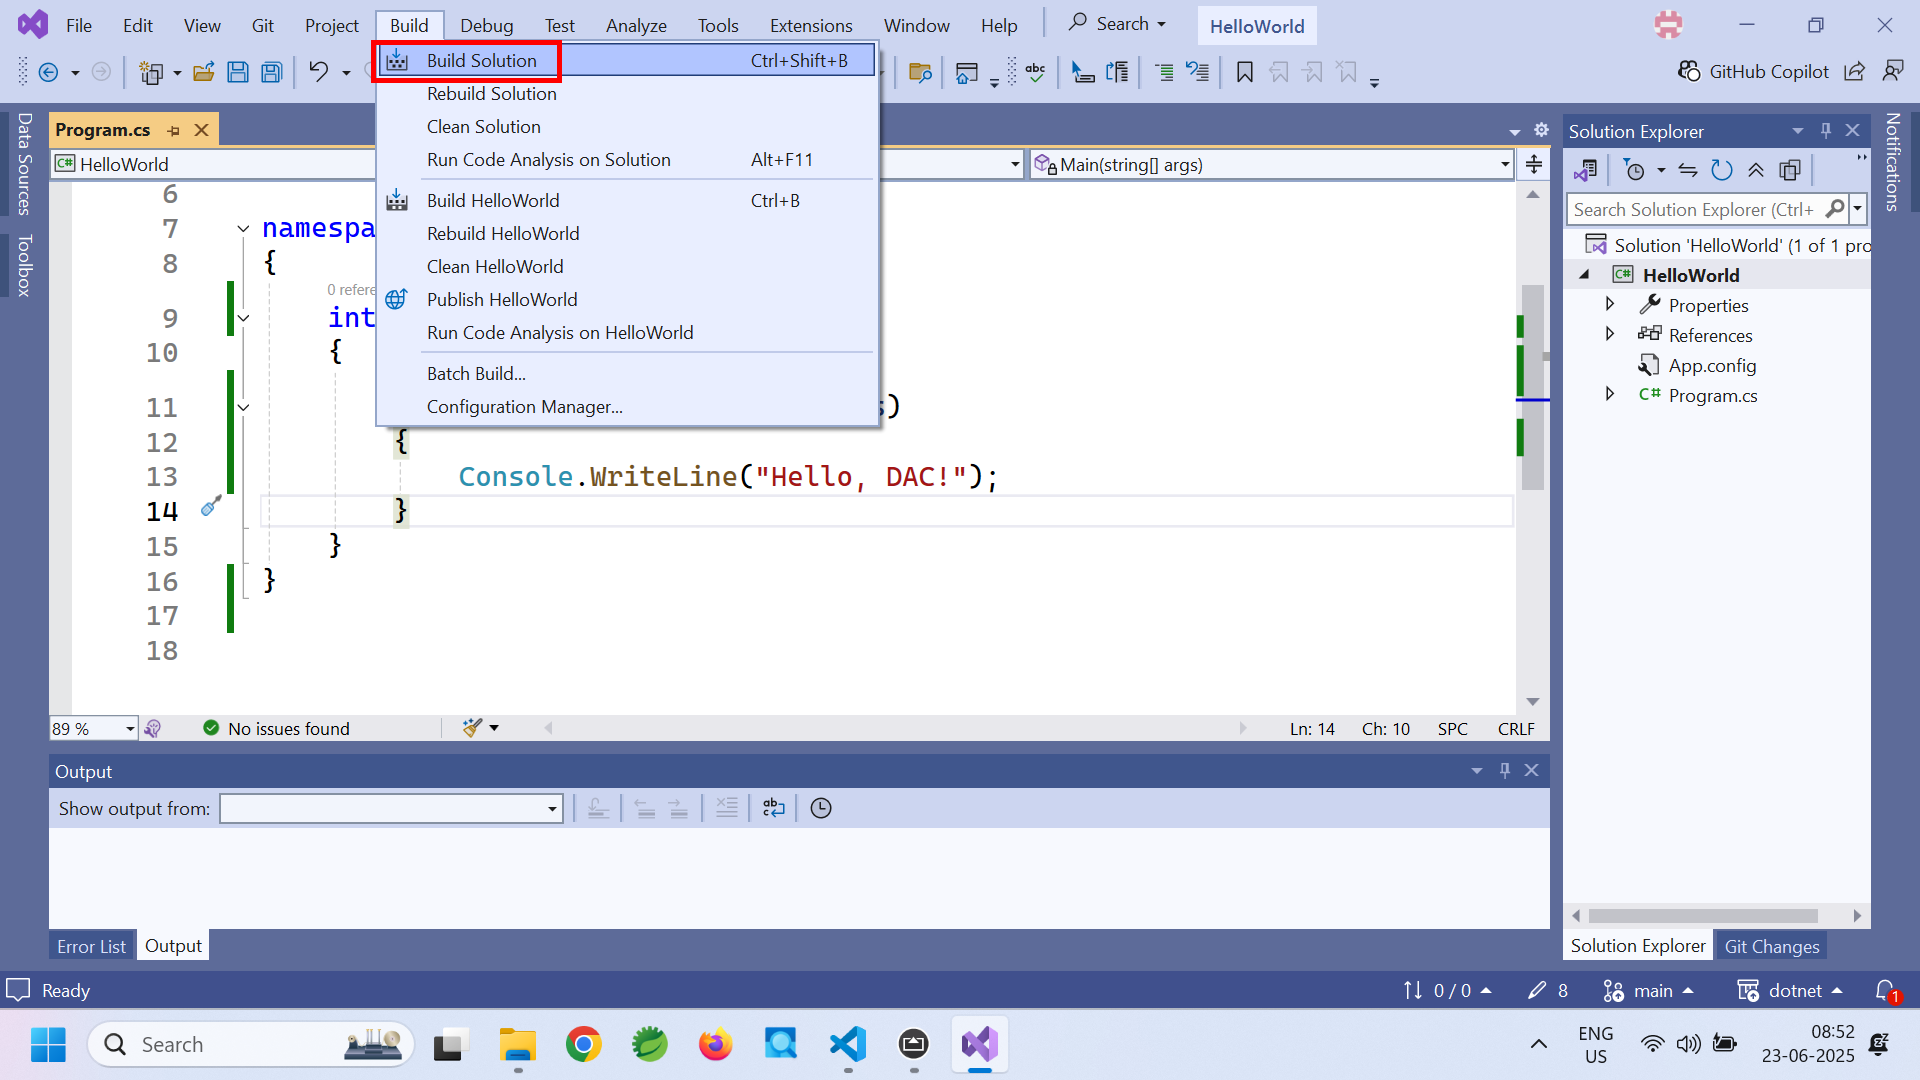 File Edit View Git Project Build Debug Test Analyze Tools Extensions Window Help Search HelloWorld
GitHub Copilot
Build Solution Ctrl+Shift+B
Rebuild Solution
Clean Solution
Run Code Analysis on Solution Alt+F11
Build HelloWorld Ctrl+B
Rebuild HelloWorld
Clean HelloWorld
Publish HelloWorld
Run Code Analysis on HelloWorld
Batch Build...
Configuration Manager...
Data Sources
Toolbox
Program.cs
C# HelloWorld
Main(string[] args)
6
7 namespa
8 {
0 refere
9 int
10 {
11 )
12 {
13 Console.WriteLine("Hello, DAC!");
14 }
15 }
16 }
17
18
89 % No issues found Ln: 14 Ch: 10 SPC CRLF
Output
Show output from:
Error List Output
Solution Explorer
Search Solution Explorer (Ctrl+
Solution 'HelloWorld' (1 of 1 pro
C# HelloWorld
Properties
References
App.config
C# Program.cs
Solution Explorer Git Changes
Notifications
Ready 0 / 0 8 main dotnet 1
Search
ENG
US
08:52
23-06-2025